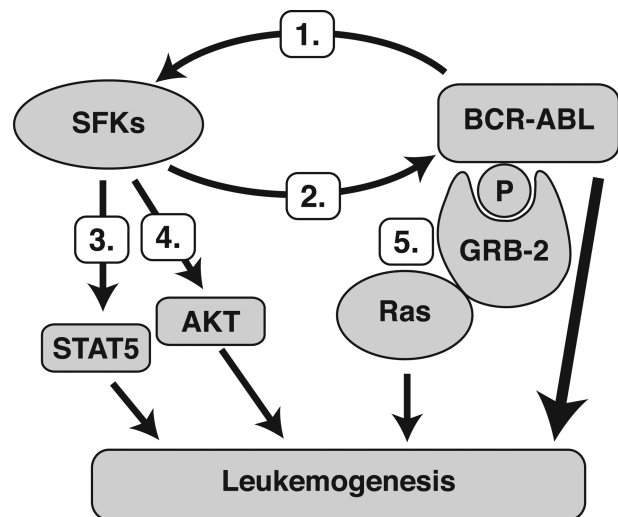 1.
SFKs
BCR-ABL
2.
P
3.
4.
5.
GRB-2
Ras
AKT
STAT5
Leukemogenesis